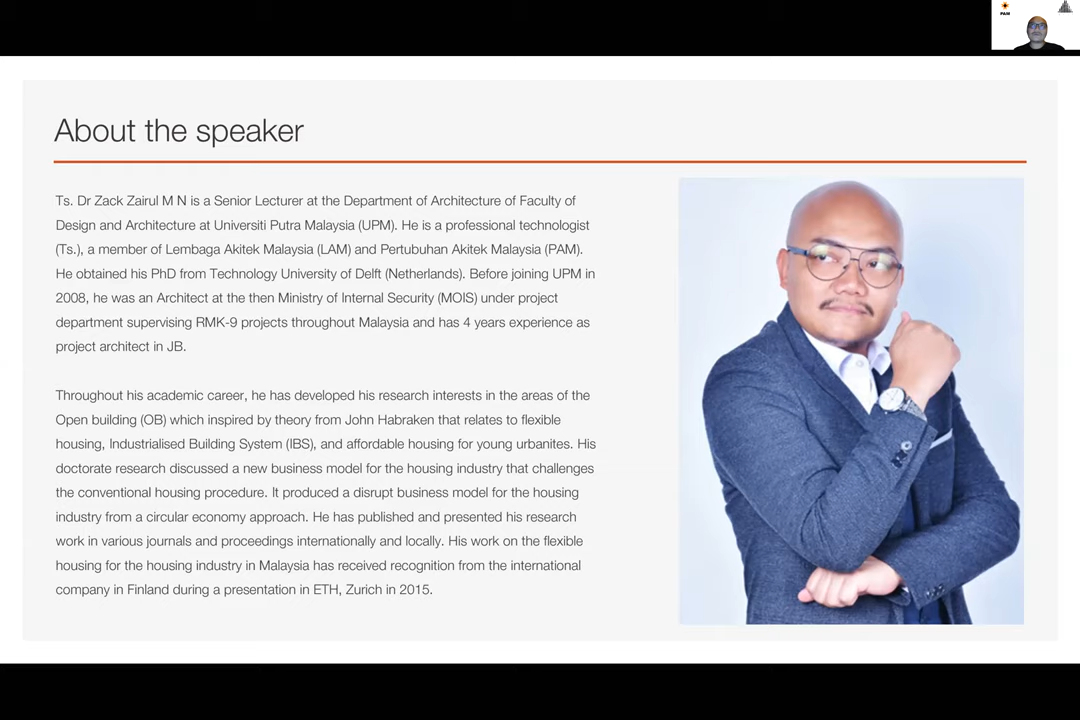 PAM
About the speaker
Ts. Dr Zack Zairul M N is a Senior Lecturer at the Department of Architecture of Faculty of
Design and Architecture at Universiti Putra Malaysia (UPM). He is a professional technologist
(Ts.), a member of Lembaga Akitek Malaysia (LAM) and Pertubuhan Akitek Malaysia (PAM).
He obtained his PhD from Technology University of Delft (Netherlands). Before joining UPM in
2008, he was an Architect at the then Ministry of Internal Security (MOIS) under project
department supervising RMK-9 projects throughout Malaysia and has 4 years experience as
project architect in JB.
Throughout his academic career, he has developed his research interests in the areas of the
Open building (OB) which inspired by theory from John Habraken that relates to flexible
housing, Industrialised Building System (IBS), and affordable housing for young urbanites. His
doctorate research discussed a new business model for the housing industry that challenges
the conventional housing procedure. It produced a disrupt business model for the housing
industry from a circular economy approach. He has published and presented his research
work in various journals and proceedings internationally and locally. His work on the flexible
housing for the housing industry in Malaysia has received recognition from the international
company in Finland during a presentation in ETH, Zurich in 2015.